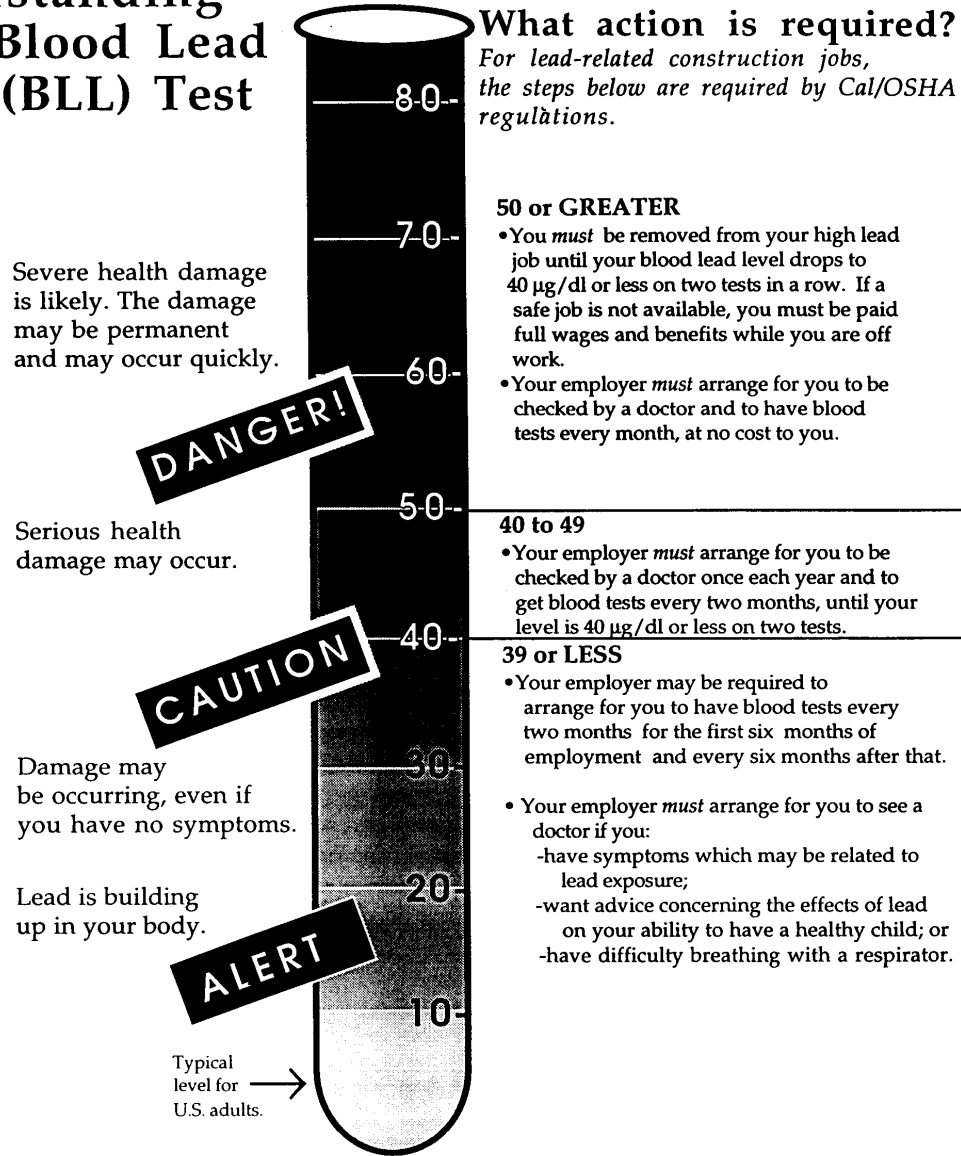 standing
Blood Lead
(BLL) Test
What action is required?
For lead-related construction jobs,
the steps below are required by Cal/OSHA
regulations.
80
70
60
50
40
30
20
10
Severe health damage
is likely. The damage
may be permanent
and may occur quickly.
DANGER!
Serious health
damage may occur.
CAUTION
Damage may
be occurring, even if
you have no symptoms.
Lead is building
up in your body.
ALERT
Typical
level for
U.S. adults.
50 or GREATER
•You must be removed from your high lead
job until your blood lead level drops to
40 µg/dl or less on two tests in a row. If a
safe job is not available, you must be paid
full wages and benefits while you are off
work.
•Your employer must arrange for you to be
checked by a doctor and to have blood
tests every month, at no cost to you.
40 to 49
•Your employer must arrange for you to be
checked by a doctor once each year and to
get blood tests every two months, until your
level is 40 µg/dl or less on two tests.
39 or LESS
•Your employer may be required to
arrange for you to have blood tests every
two months for the first six months of
employment and every six months after that.
• Your employer must arrange for you to see a
doctor if you:
-have symptoms which may be related to
lead exposure;
-want advice concerning the effects of lead
on your ability to have a healthy child; or
-have difficulty breathing with a respirator.